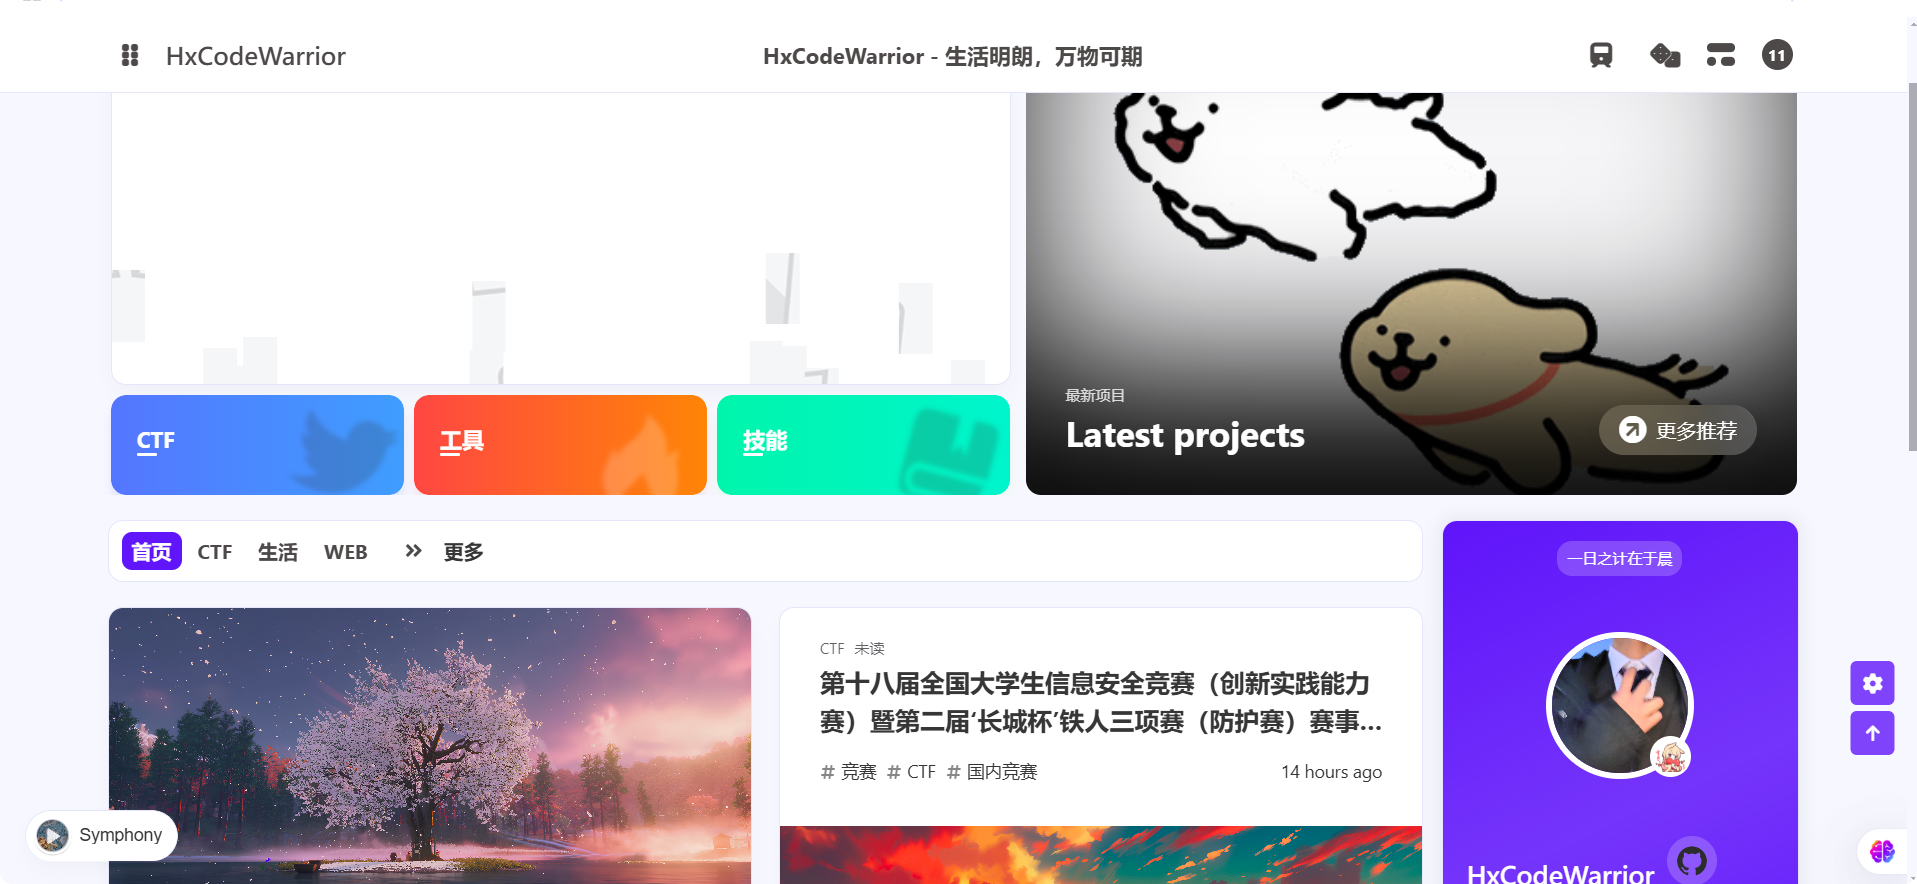 HxCodeWarrior
HxCodeWarrior - 生活明朗，万物可期
11
最新项目
Latest projects
更多推荐
CTF
工具
技能
首页 CTF 生活 WEB 更多
一日之计在于晨
CTF 未读
第十八届全国大学生信息安全竞赛（创新实践能力
赛）暨第二届‘长城杯’铁人三项赛（防护赛）赛事...
# 竞赛 # CTF # 国内竞赛
14 hours ago
Symphony
HxCodeWarrior